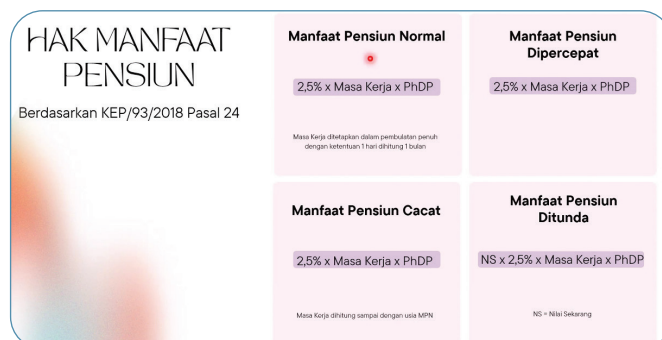 HAK MANFAAT
PENSIUN
Berdasarkan KEP/93/2018 Pasal 24
Manfaat Pensiun Normal
2,5% x Masa Kerja x PhDP
Masa Kerja ditetapkan dalam pembulatan penuh
dengan ketentuan 1 hari dihitung 1 bulan
Manfaat Pensiun
Dipercepat
2,5% x Masa Kerja x PhDP
Manfaat Pensiun Cacat
2,5% x Masa Kerja x PhDP
Masa Kerja dihitung sampai dengan usia MPN
Manfaat Pensiun
Ditunda
NS x 2,5% x Masa Kerja x PhDP
NS = Nilai Sekarang